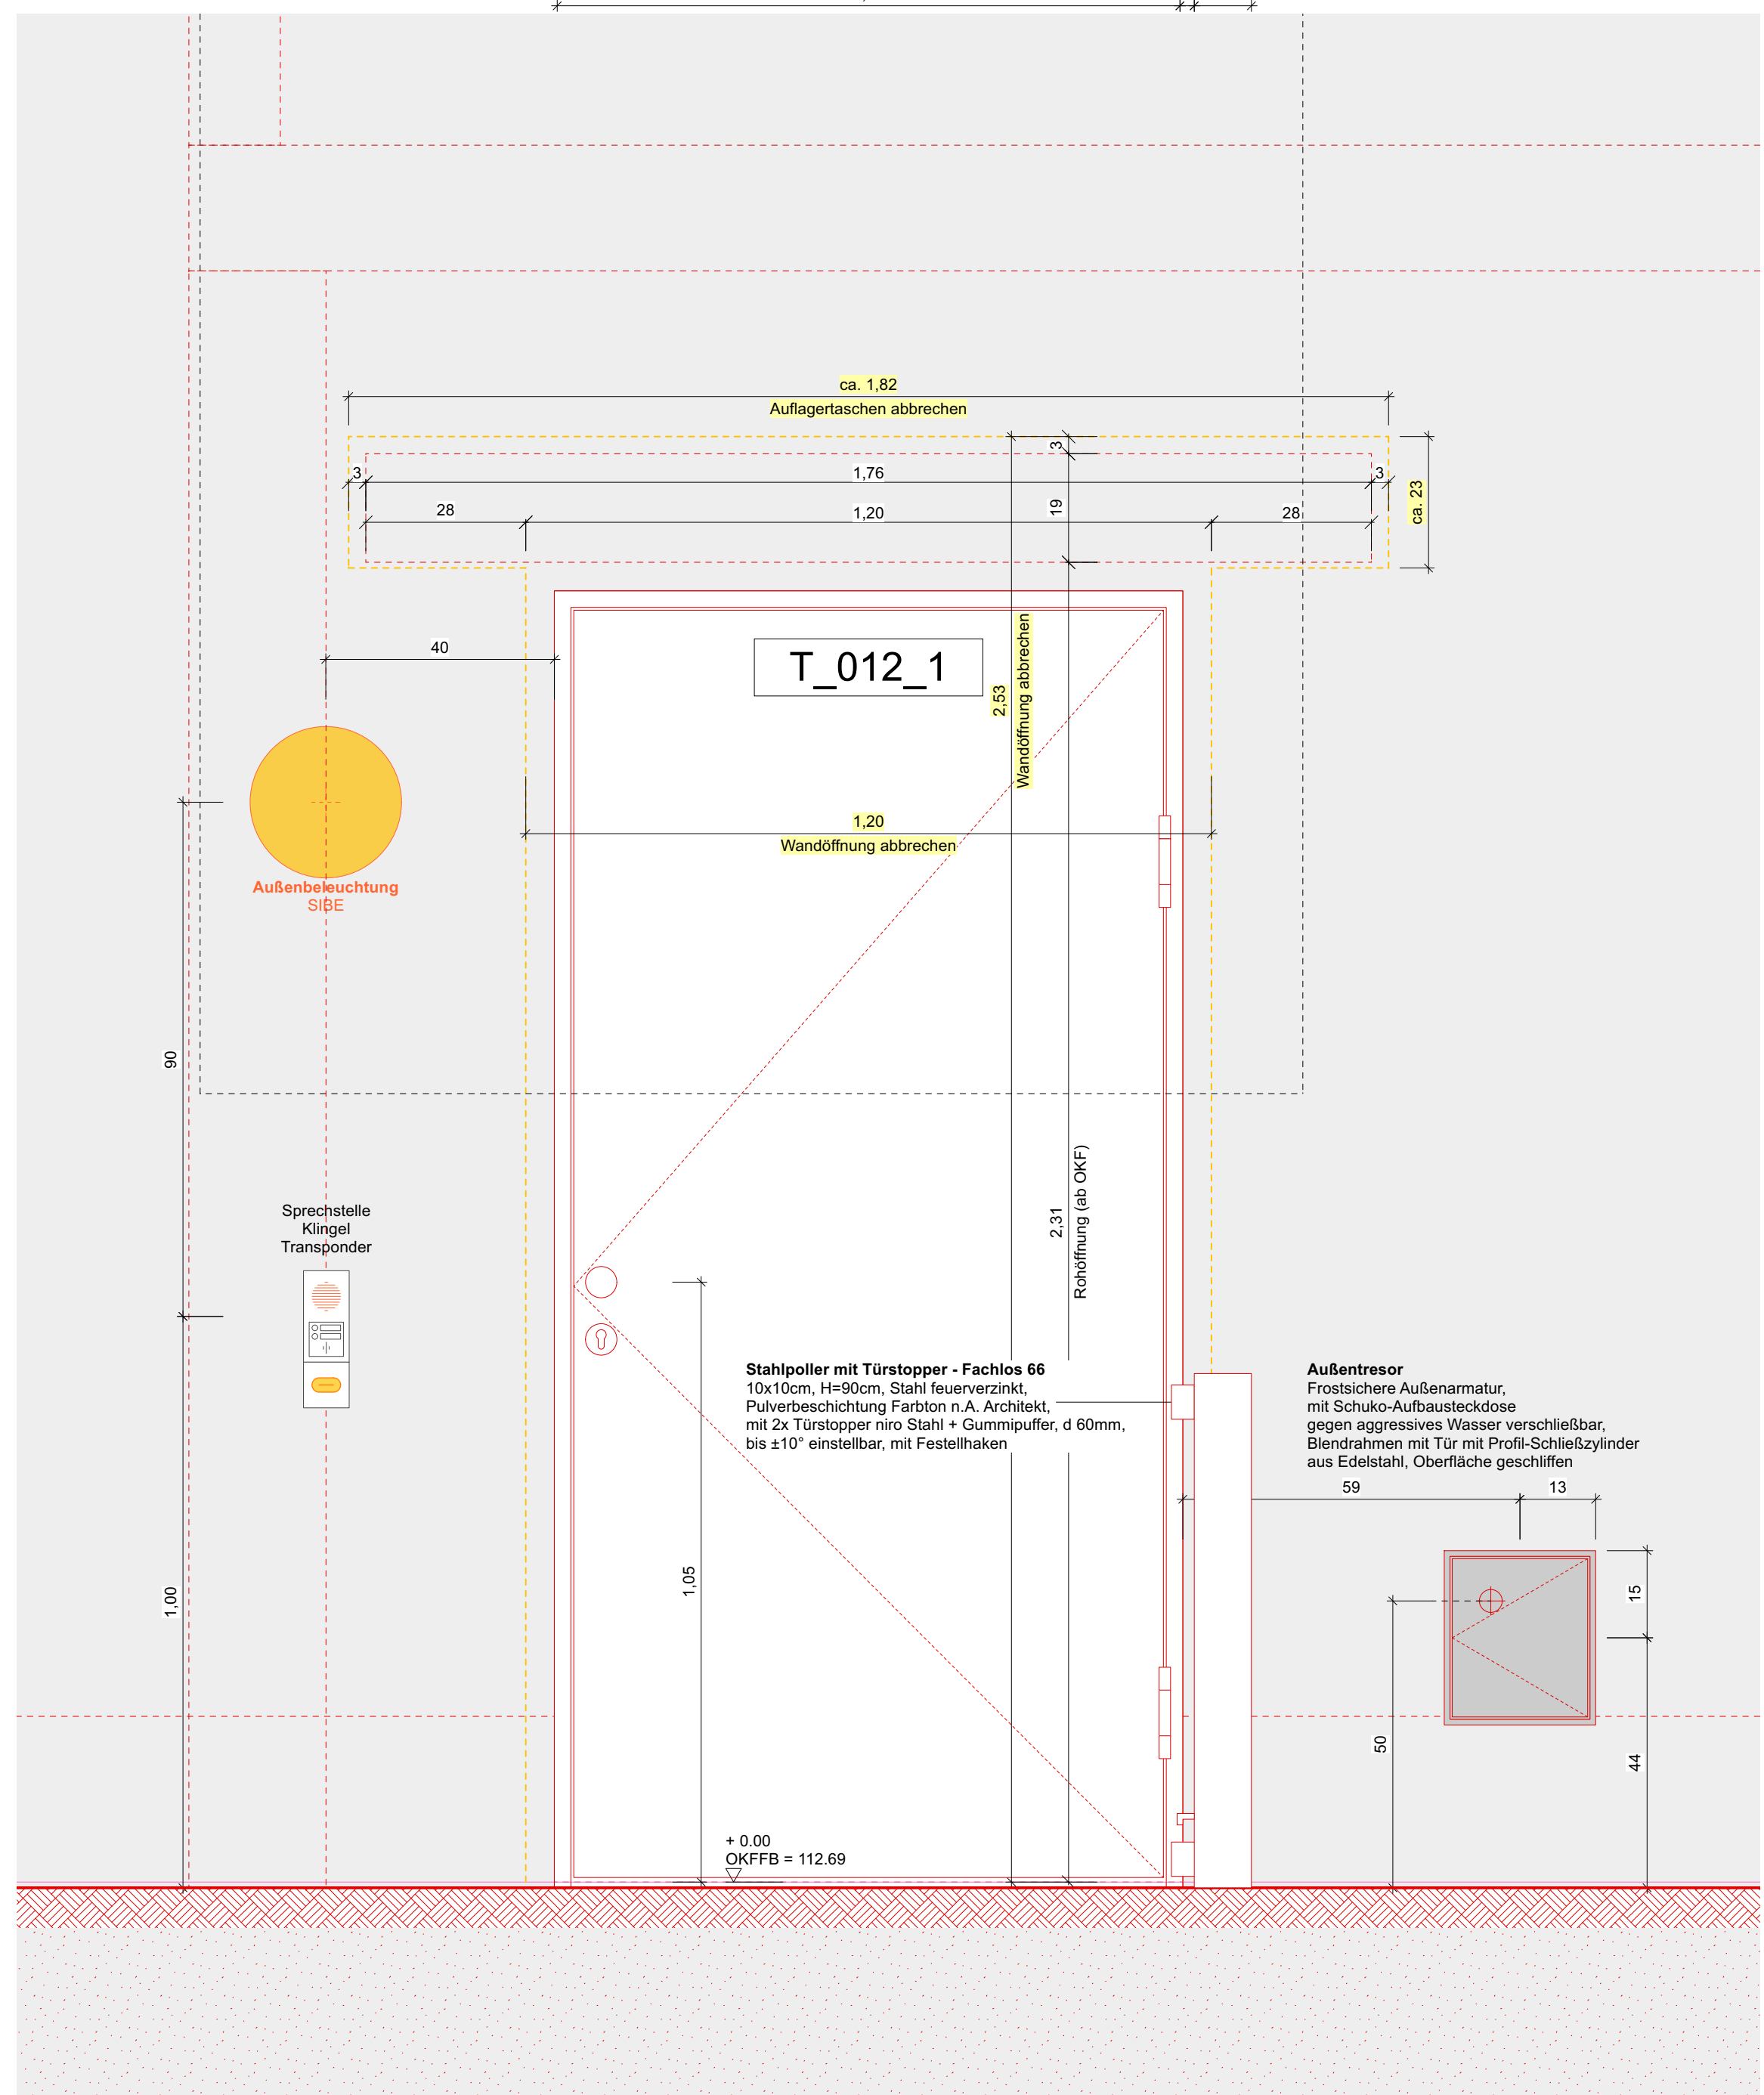 ca. 1,82
Auflagertaschen abbrechen
3
3
1,76
3
28
1,20
28
19
ca. 23
40
T_012_1
2,53
Wandöffnung abbrechen
1,20
Wandöffnung abbrechen
Außenbeleuchtung
SIBE
90
Sprechstelle
Klingel
Transponder
2,31
Rohöffnung (ab OKF)
Stahlpoller mit Türstopper - Fachlos 66
10x10cm, H=90cm, Stahl feuerverzinkt,
Pulverbeschichtung Farbton n.A. Architekt,
mit 2x Türstopper niro Stahl + Gummipuffer, d 60mm,
bis ±10° einstellbar, mit Festellhaken
Außentresor
Frostsichere Außenarmatur,
mit Schuko-Aufbausteckdose
gegen aggressives Wasser verschließbar,
Blendrahmen mit Tür mit Profil-Schließzylinder
aus Edelstahl, Oberfläche geschliffen
59
13
1,05
1,00
15
50
44
+ 0.00
OKFFB = 112.69